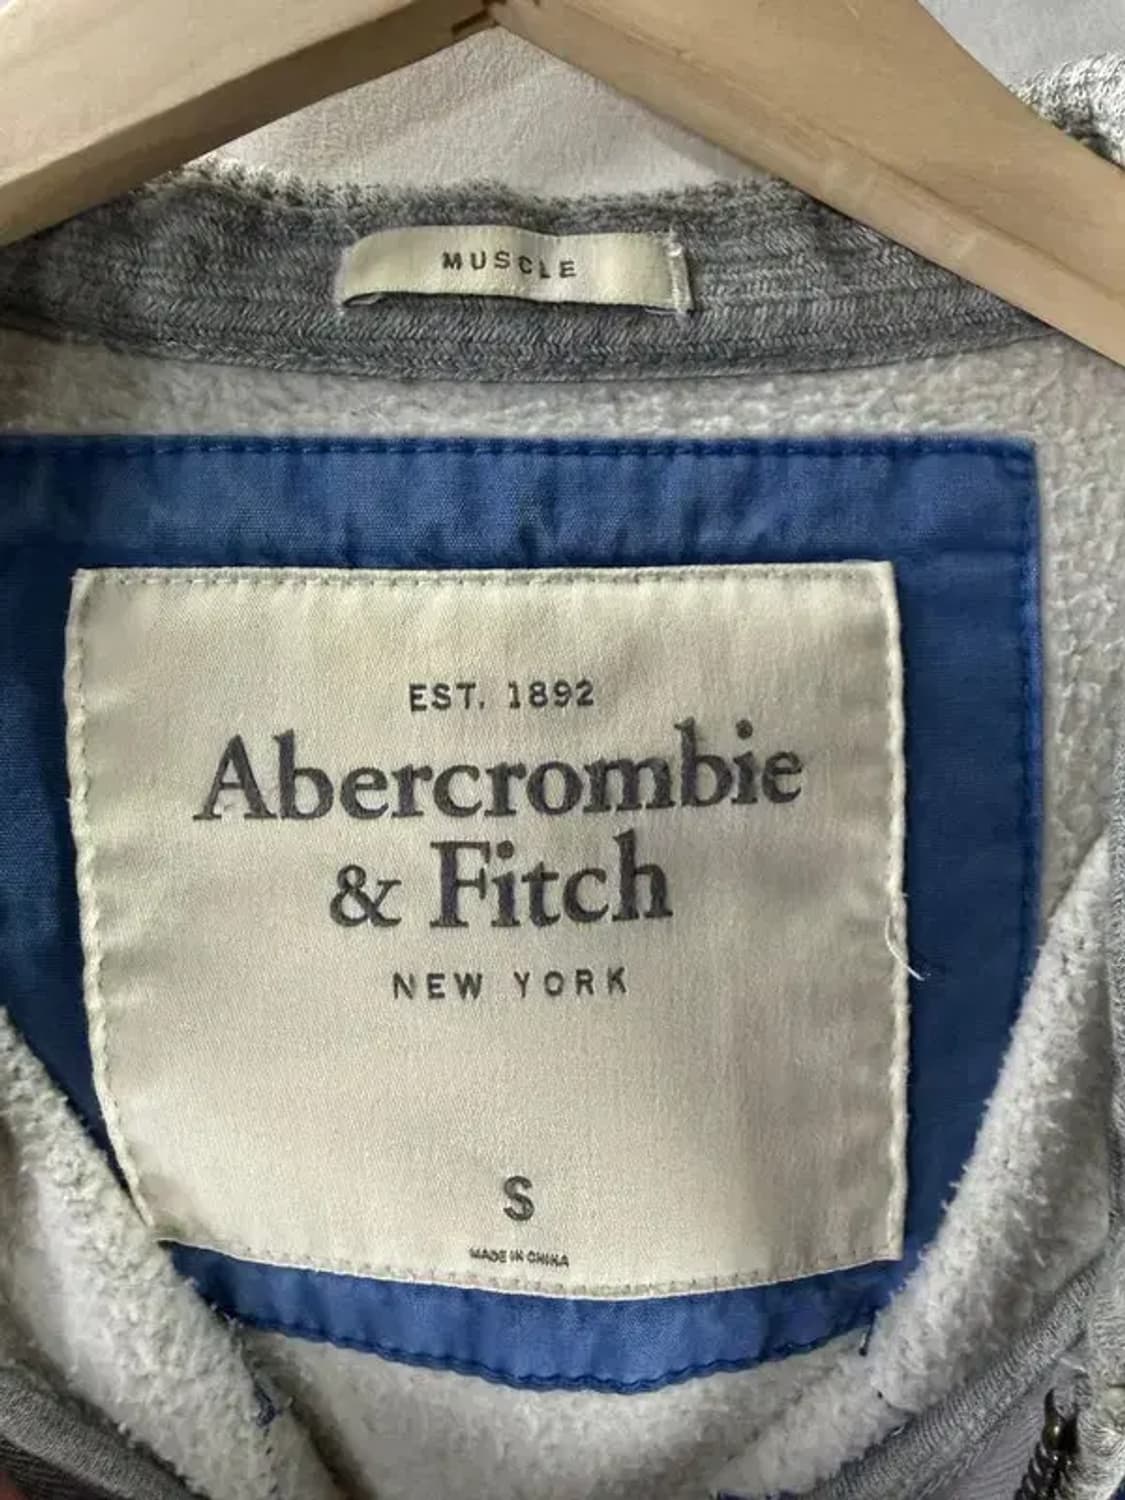 MUSCLE
EST. 1892
Abercrombie
& Fitch
NEW YORK
S
MADE IN CHINA